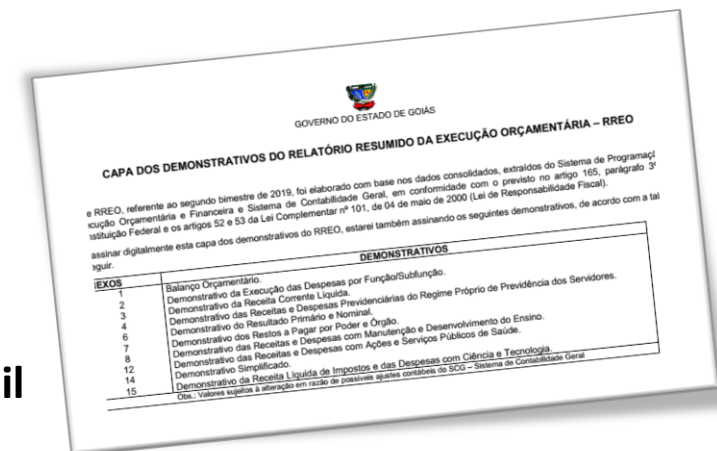 GOVERNO DO ESTADO DE GOIÁS
CAPA DOS DEMONSTRATIVOS DO RELATÓRIO RESUMIDO DA EXECUÇÃO ORÇAMENTÁRIA – RREO
e RREO, referente ao segundo bimestre de 2019, foi elaborado com base nos dados consolidados, extraídos do Sistema de Programaçã
ecução Orçamentária e Financeira e Sistema de Contabilidade Geral, em conformidade com o previsto no artigo 165, parágrafo 3º
nstituição Federal e os artigos 52 e 53 da Lei Complementar nº 101, de 04 de maio de 2000 (Lei de Responsabilidade Fiscal).
assinar digitalmente esta capa dos demonstrativos do RREO, estarei também assinando os seguintes demonstrativos, de acordo com a tal
guir.
EXOS DEMONSTRATIVOS
1 Balanço Orçamentário.
2 Demonstrativo da Execução das Despesas por Função/Subfunção.
3 Demonstrativo da Receita Corrente Líquida.
4 Demonstrativo das Receitas e Despesas Previdenciárias do Regime Próprio de Previdência dos Servidores.
6 Demonstrativo do Resultado Primário e Nominal.
7 Demonstrativo dos Restos a Pagar por Poder e Órgão.
8 Demonstrativo das Receitas e Despesas com Manutenção e Desenvolvimento do Ensino.
12 Demonstrativo das Receitas e Despesas com Ações e Serviços Públicos de Saúde.
14 Demonstrativo Simplificado.
15 Demonstrativo da Receita Líquida de Impostos e das Despesas com Ciência e Tecnologia.
Obs.: Valores sujeitos à alteração em razão de possíveis ajustes contábeis do SCG – Sistema de Contabilidade Geral
il